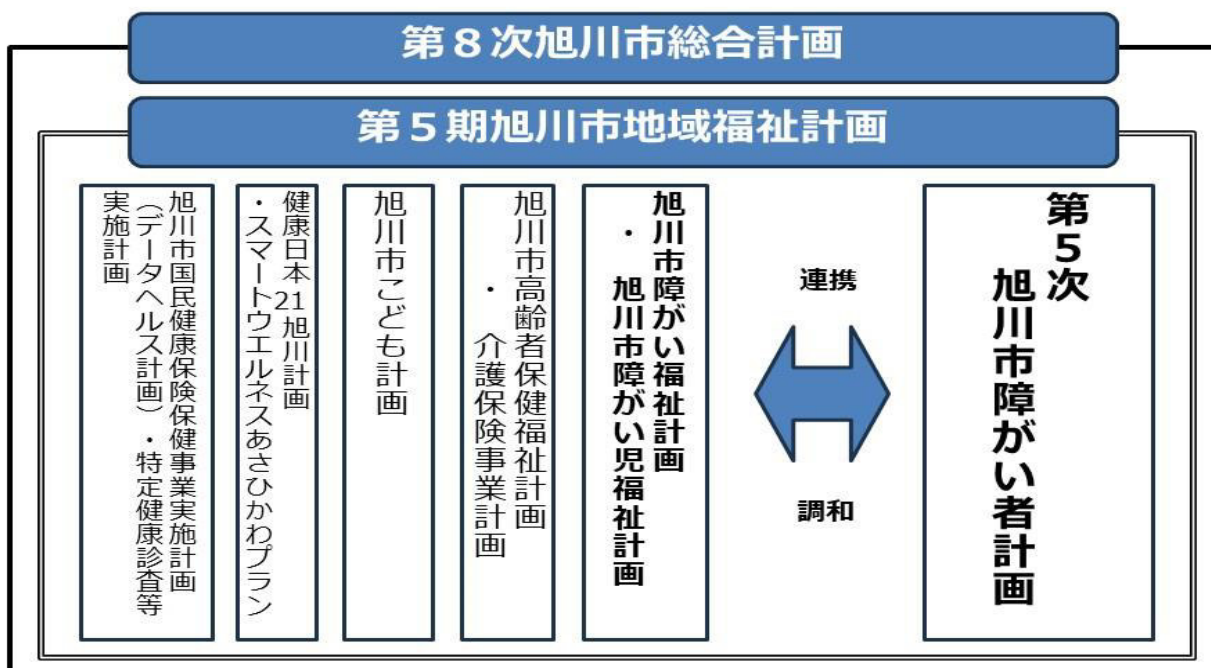 第８次旭川市総合計画
第５期旭川市地域福祉計画
第５次
旭川市障がい者計画
連携
調和
旭川市障がい福祉計画
・　旭川市障がい児福祉計画
旭川市高齢者保健福祉計画
・　介護保険事業計画
旭川市こども計画
健康日本21旭川計画
・スマートウエルネスあさひかわプラン
旭川市国民健康保険保健事業実施計画
（データヘルス計画）・特定健康診査等
実施計画